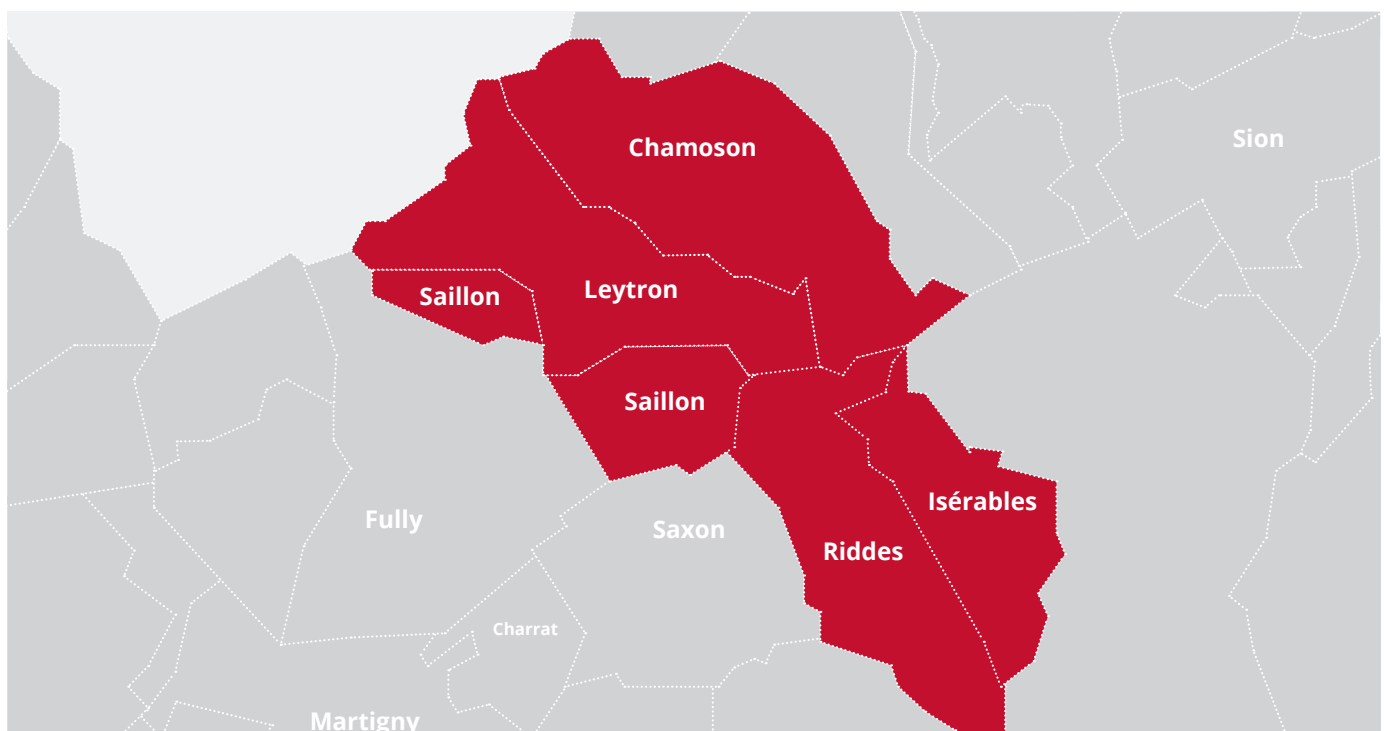 Sion
Chamoson
Leytron
Saillon
Saillon
Isérables
Fully
Saxon
Riddes
Charrat
Martigny